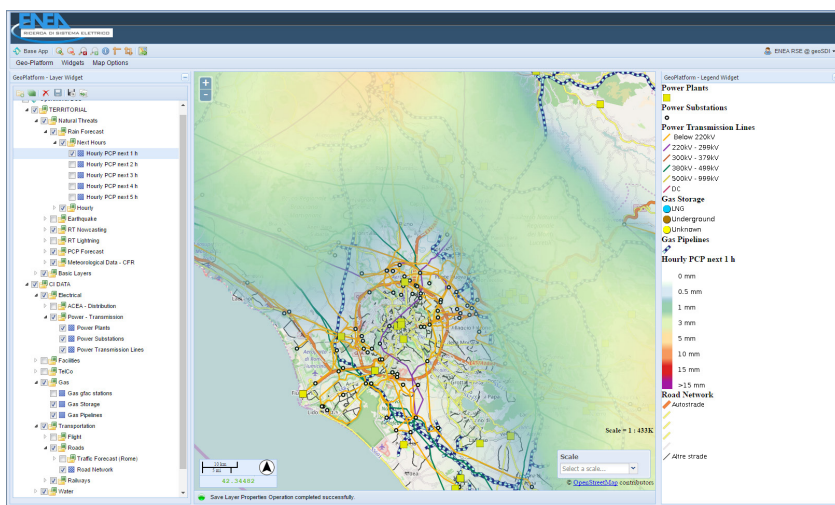 ENEA
RICERCA DI SISTEMA ELETTRICO
Base App
ENEA RSE @ geoSDI
Geo-Platform Widgets Map Options
GeoPlatform - Layer Widget
TERRITORIAL
Natural Threats
Rain Forecast
Next Hours
Hourly PCP next 1 h
Hourly PCP next 2 h
Hourly PCP next 3 h
Hourly PCP next 4 h
Hourly PCP next 5 h
Hourly
Earthquake
RT Nowcasting
RT Lightning
PCP Forecast
Meteorological Data - CFR
Basic Layers
CI DATA
Electrical
ACEA - Distribution
Power - Transmission
Power Plants
Power Substations
Power Transmission Lines
Facilities
TelCo
Gas
Gas gfac stations
Gas Storage
Gas Pipelines
Transportation
Flight
Roads
Traffic Forecast (Rome)
Road Network
Railways
Water
Scale = 1 : 433K
Scale
Select a scale...
10 km
5 mi
42.34482
© OpenStreetMap contributors
Save Layer Properties Operation completed successfully.
GeoPlatform - Legend Widget
Power Plants
Power Substations
Power Transmission Lines
Below 220kV
220kV - 299kV
300kV - 379kV
380kV - 499kV
500kV - 999kV
DC
Gas Storage
LNG
Underground
Unknown
Gas Pipelines
Hourly PCP next 1 h
0 mm
0.5 mm
1 mm
3 mm
5 mm
10 mm
15 mm
>15 mm
Road Network
Autostrade
Altre strade